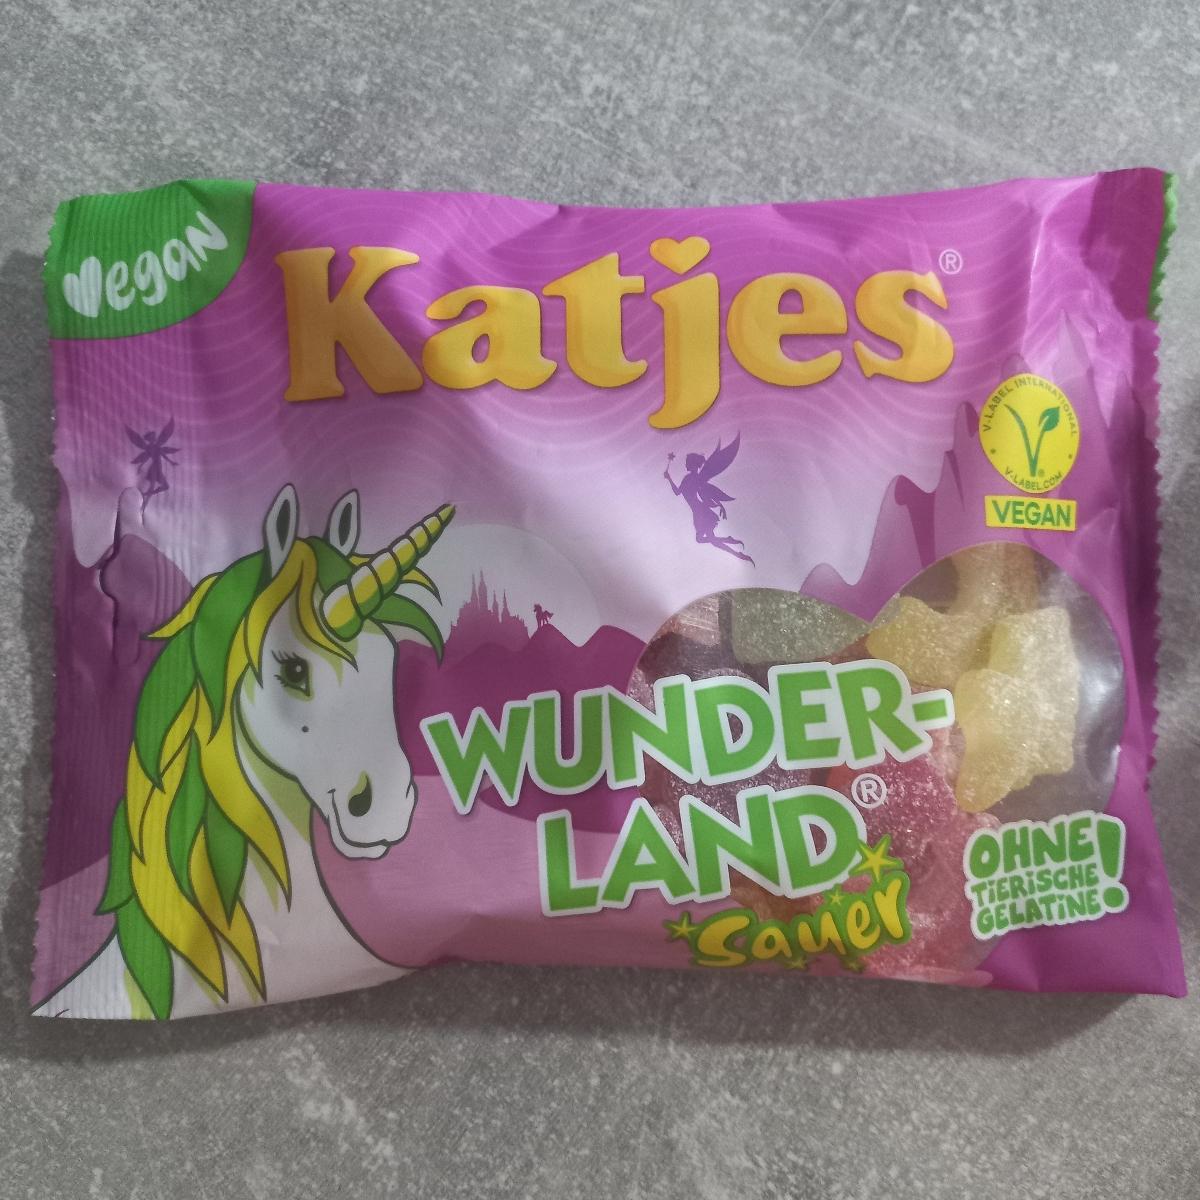 Vegan
Katjes®
V-LABEL INTERNATIONAL
V-LABEL.COM
VEGAN
WUNDER-
LAND®
Sauer
OHNE
TIERISCHE
GELATINE!